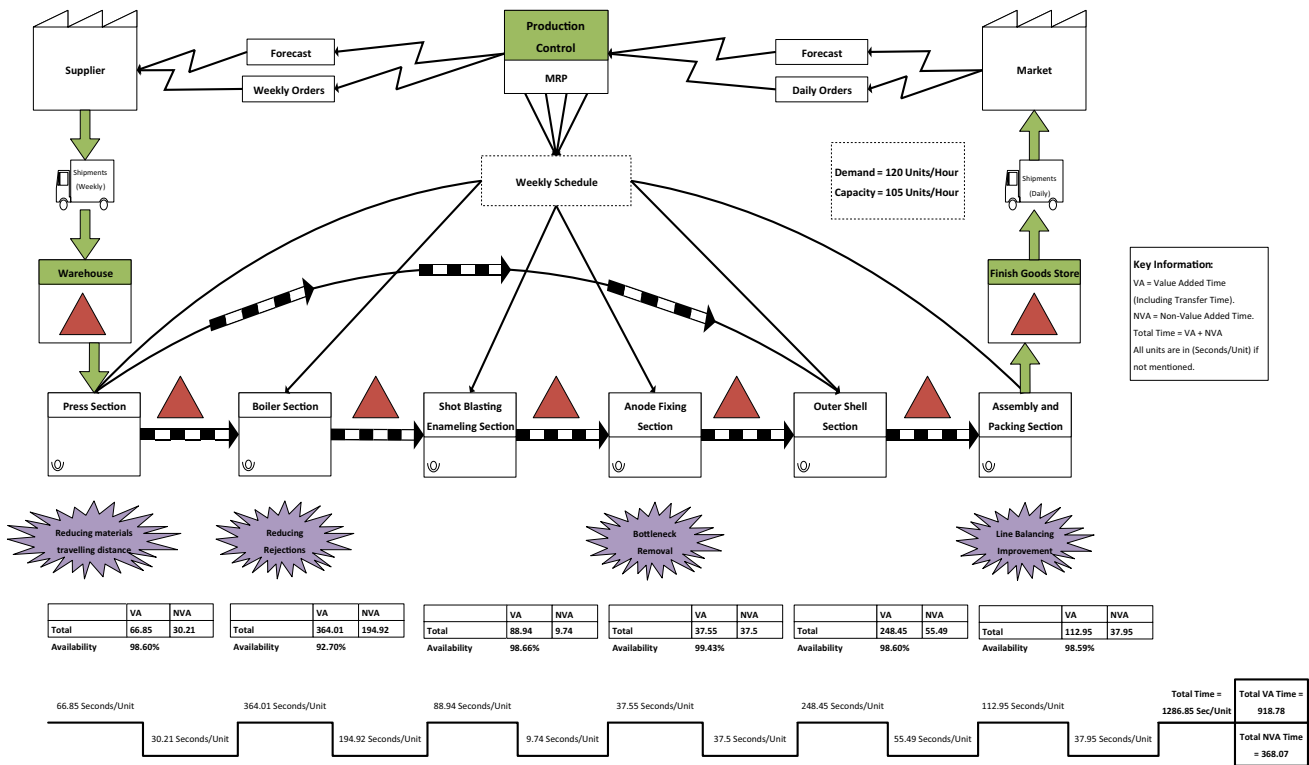 Supplier
Forecast
Weekly Orders
Production
Control
MRP
Forecast
Daily Orders
Market
Shipments
(Weekly)
Weekly Schedule
Demand = 120 Units/Hour
Capacity = 105 Units/Hour
Shipments
(Daily)
Warehouse
Finish Goods Store
Key Information:
VA = Value Added Time
(Including Transfer Time).
NVA = Non-Value Added Time.
Total Time = VA + NVA
All units are in (Seconds/Unit) if
not mentioned.
Press Section
Boiler Section
Shot Blasting
Enameling Section
Anode Fixing
Section
Outer Shell
Section
Assembly and
Packing Section
Reducing materials
travelling distance
Reducing
Rejections
Bottleneck
Removal
Line Balancing
Improvement
VA NVA
Total 66.85 30.21
Availability 98.60%
VA NVA
Total 364.01 194.92
Availability 92.70%
VA NVA
Total 88.94 9.74
Availability 98.66%
VA NVA
Total 37.55 37.5
Availability 99.43%
VA NVA
Total 248.45 55.49
Availability 98.60%
VA NVA
Total 112.95 37.95
Availability 98.59%
66.85 Seconds/Unit
30.21 Seconds/Unit
364.01 Seconds/Unit
194.92 Seconds/Unit
88.94 Seconds/Unit
9.74 Seconds/Unit
37.55 Seconds/Unit
37.5 Seconds/Unit
248.45 Seconds/Unit
55.49 Seconds/Unit
112.95 Seconds/Unit
37.95 Seconds/Unit
Total Time =
1286.85 Sec/Unit
Total VA Time =
918.78
Total NVA Time
= 368.07